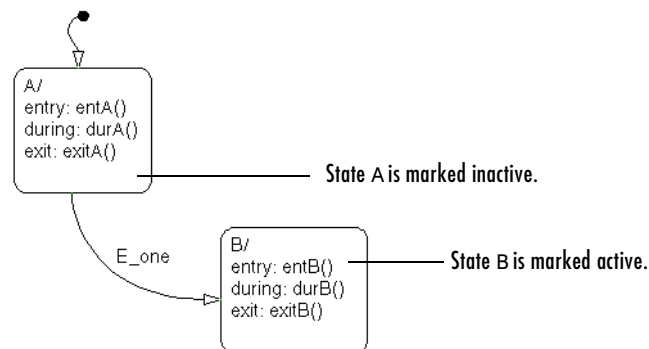 A/
entry: entA()
during: durA()
exit: exitA()
State A is marked inactive.
E_one
B/
entry: entB()
during: durB()
exit: exitB()
State B is marked active.